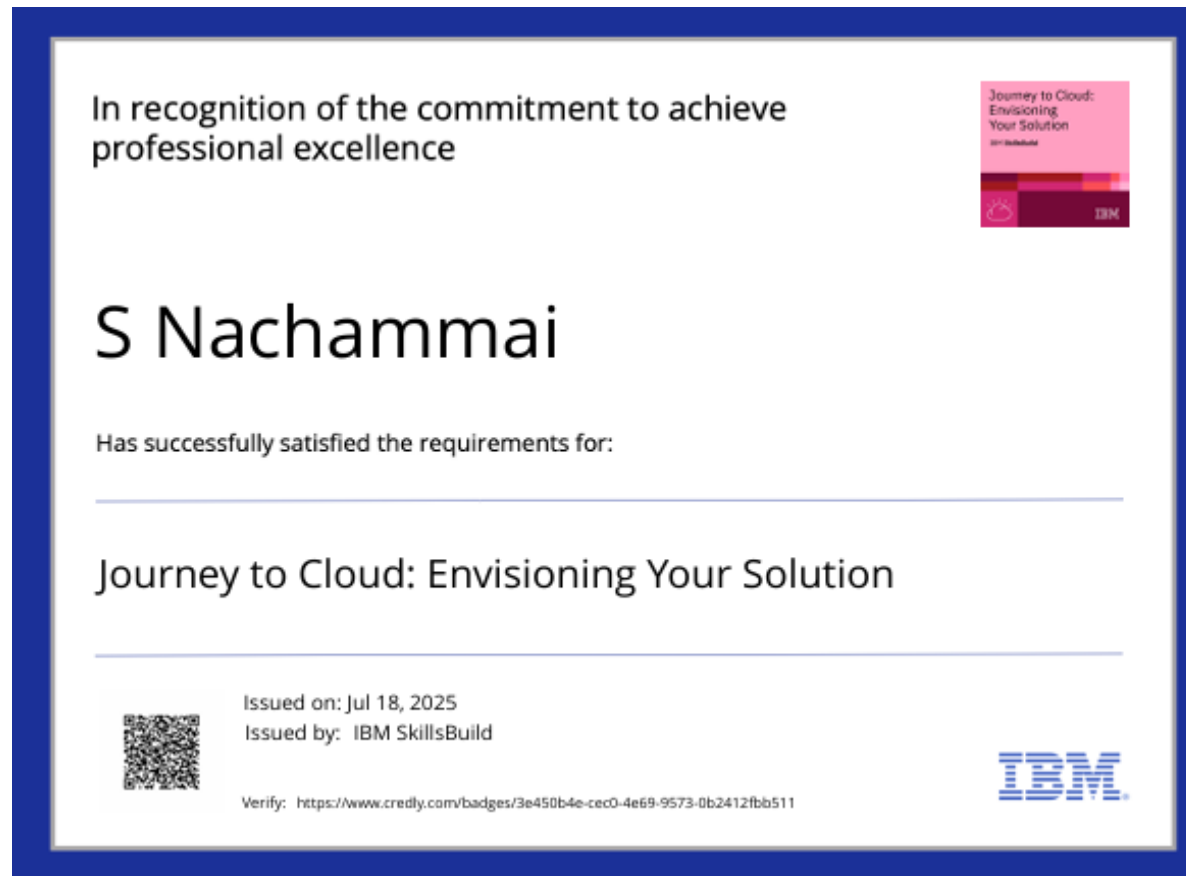 In recognition of the commitment to achieve
professional excellence
Journey to Cloud:
Envisioning
Your Solution
IBM SkillsBuild
IBM
S Nachammai
Has successfully satisfied the requirements for:
Journey to Cloud: Envisioning Your Solution
Issued on: Jul 18, 2025
Issued by: IBM SkillsBuild
Verify: https://www.credly.com/badges/3e450b4e-cec0-4e69-9573-0b2412fbb511
IBM.